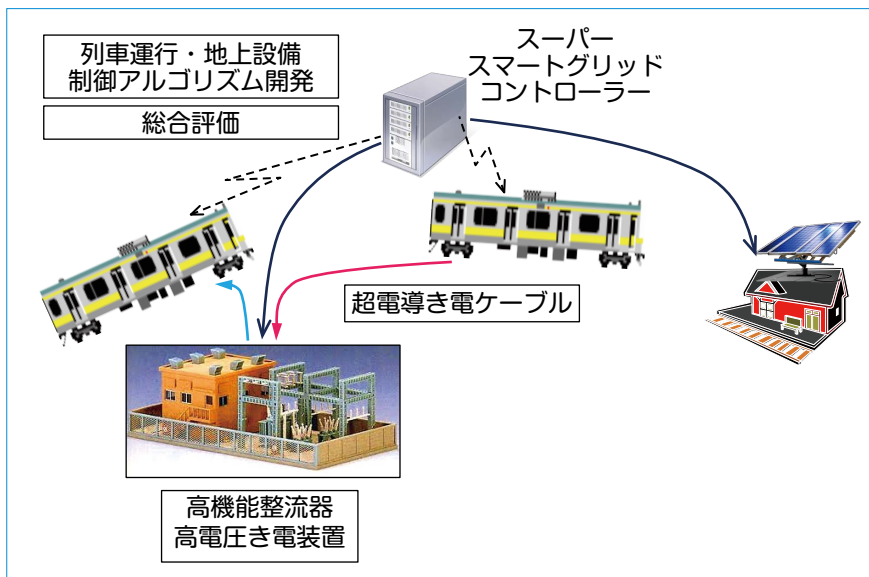 列車運行・地上設備
制御アルゴリズム開発
総合評価
スーパー
スマートグリッド
コントローラー
超電導き電ケーブル
高機能整流器
高電圧き電装置